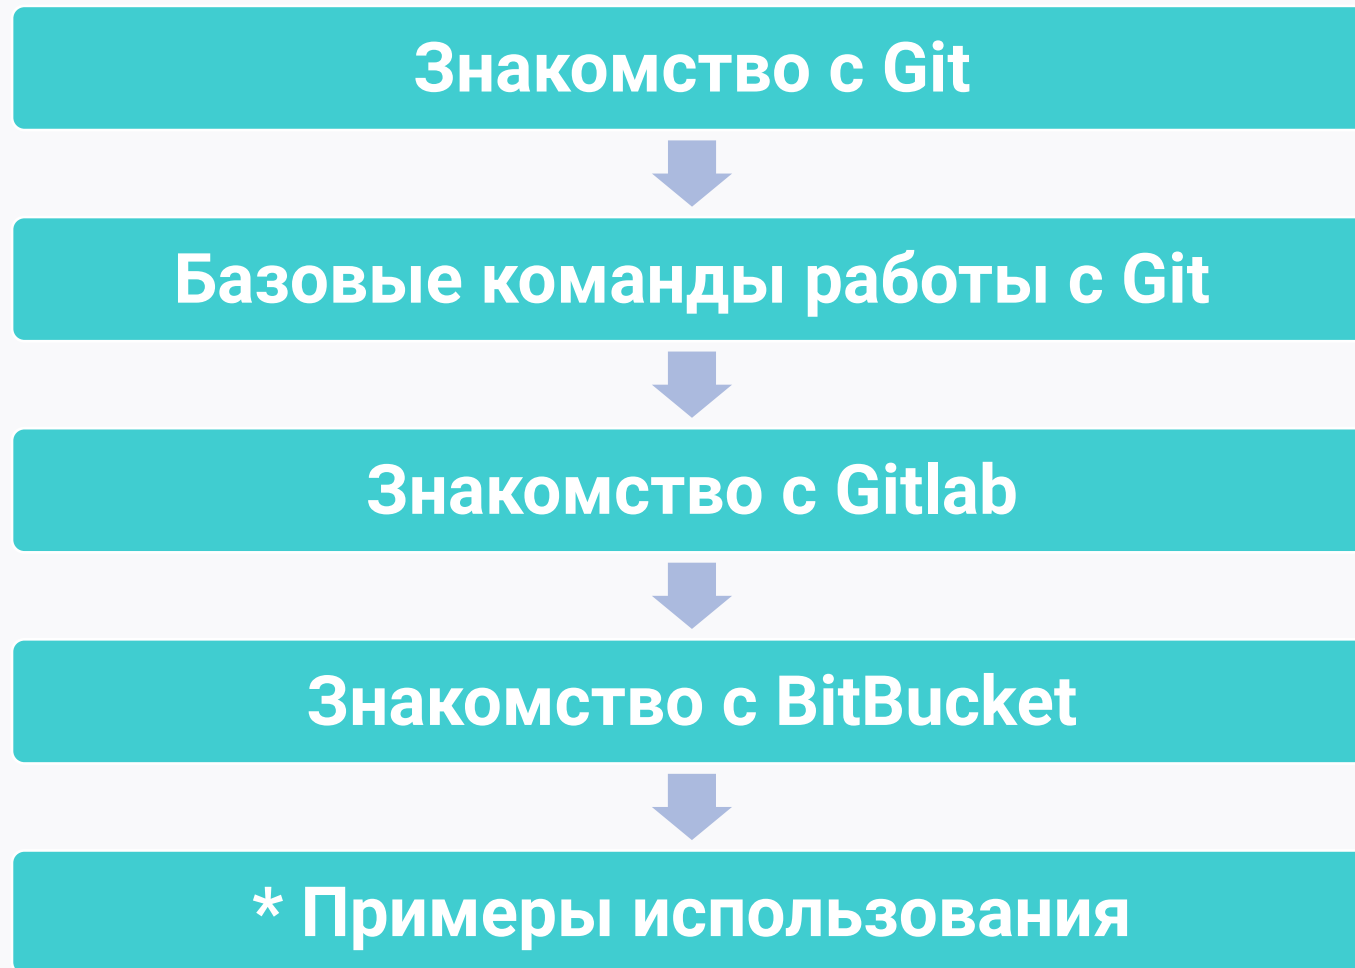 Знакомство с Git
Базовые команды работы с Git
Знакомство с Gitlab
Знакомство с BitBucket
* Примеры использования